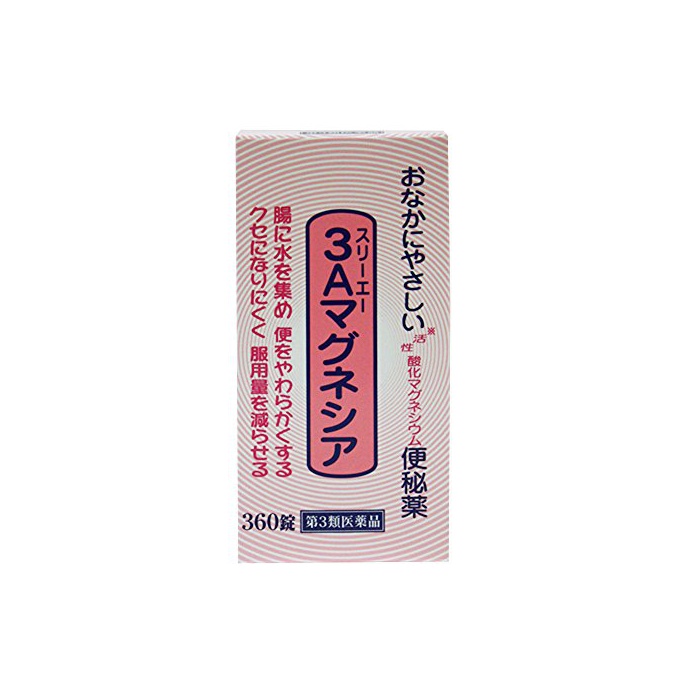 おなかにやさしい
※活性酸化マグネシウム便秘薬
スリーエー
3Aマグネシア
腸に水を集め 便をやわらかくする
クセになりにくく 服用量を減らせる
360錠
第3類医薬品